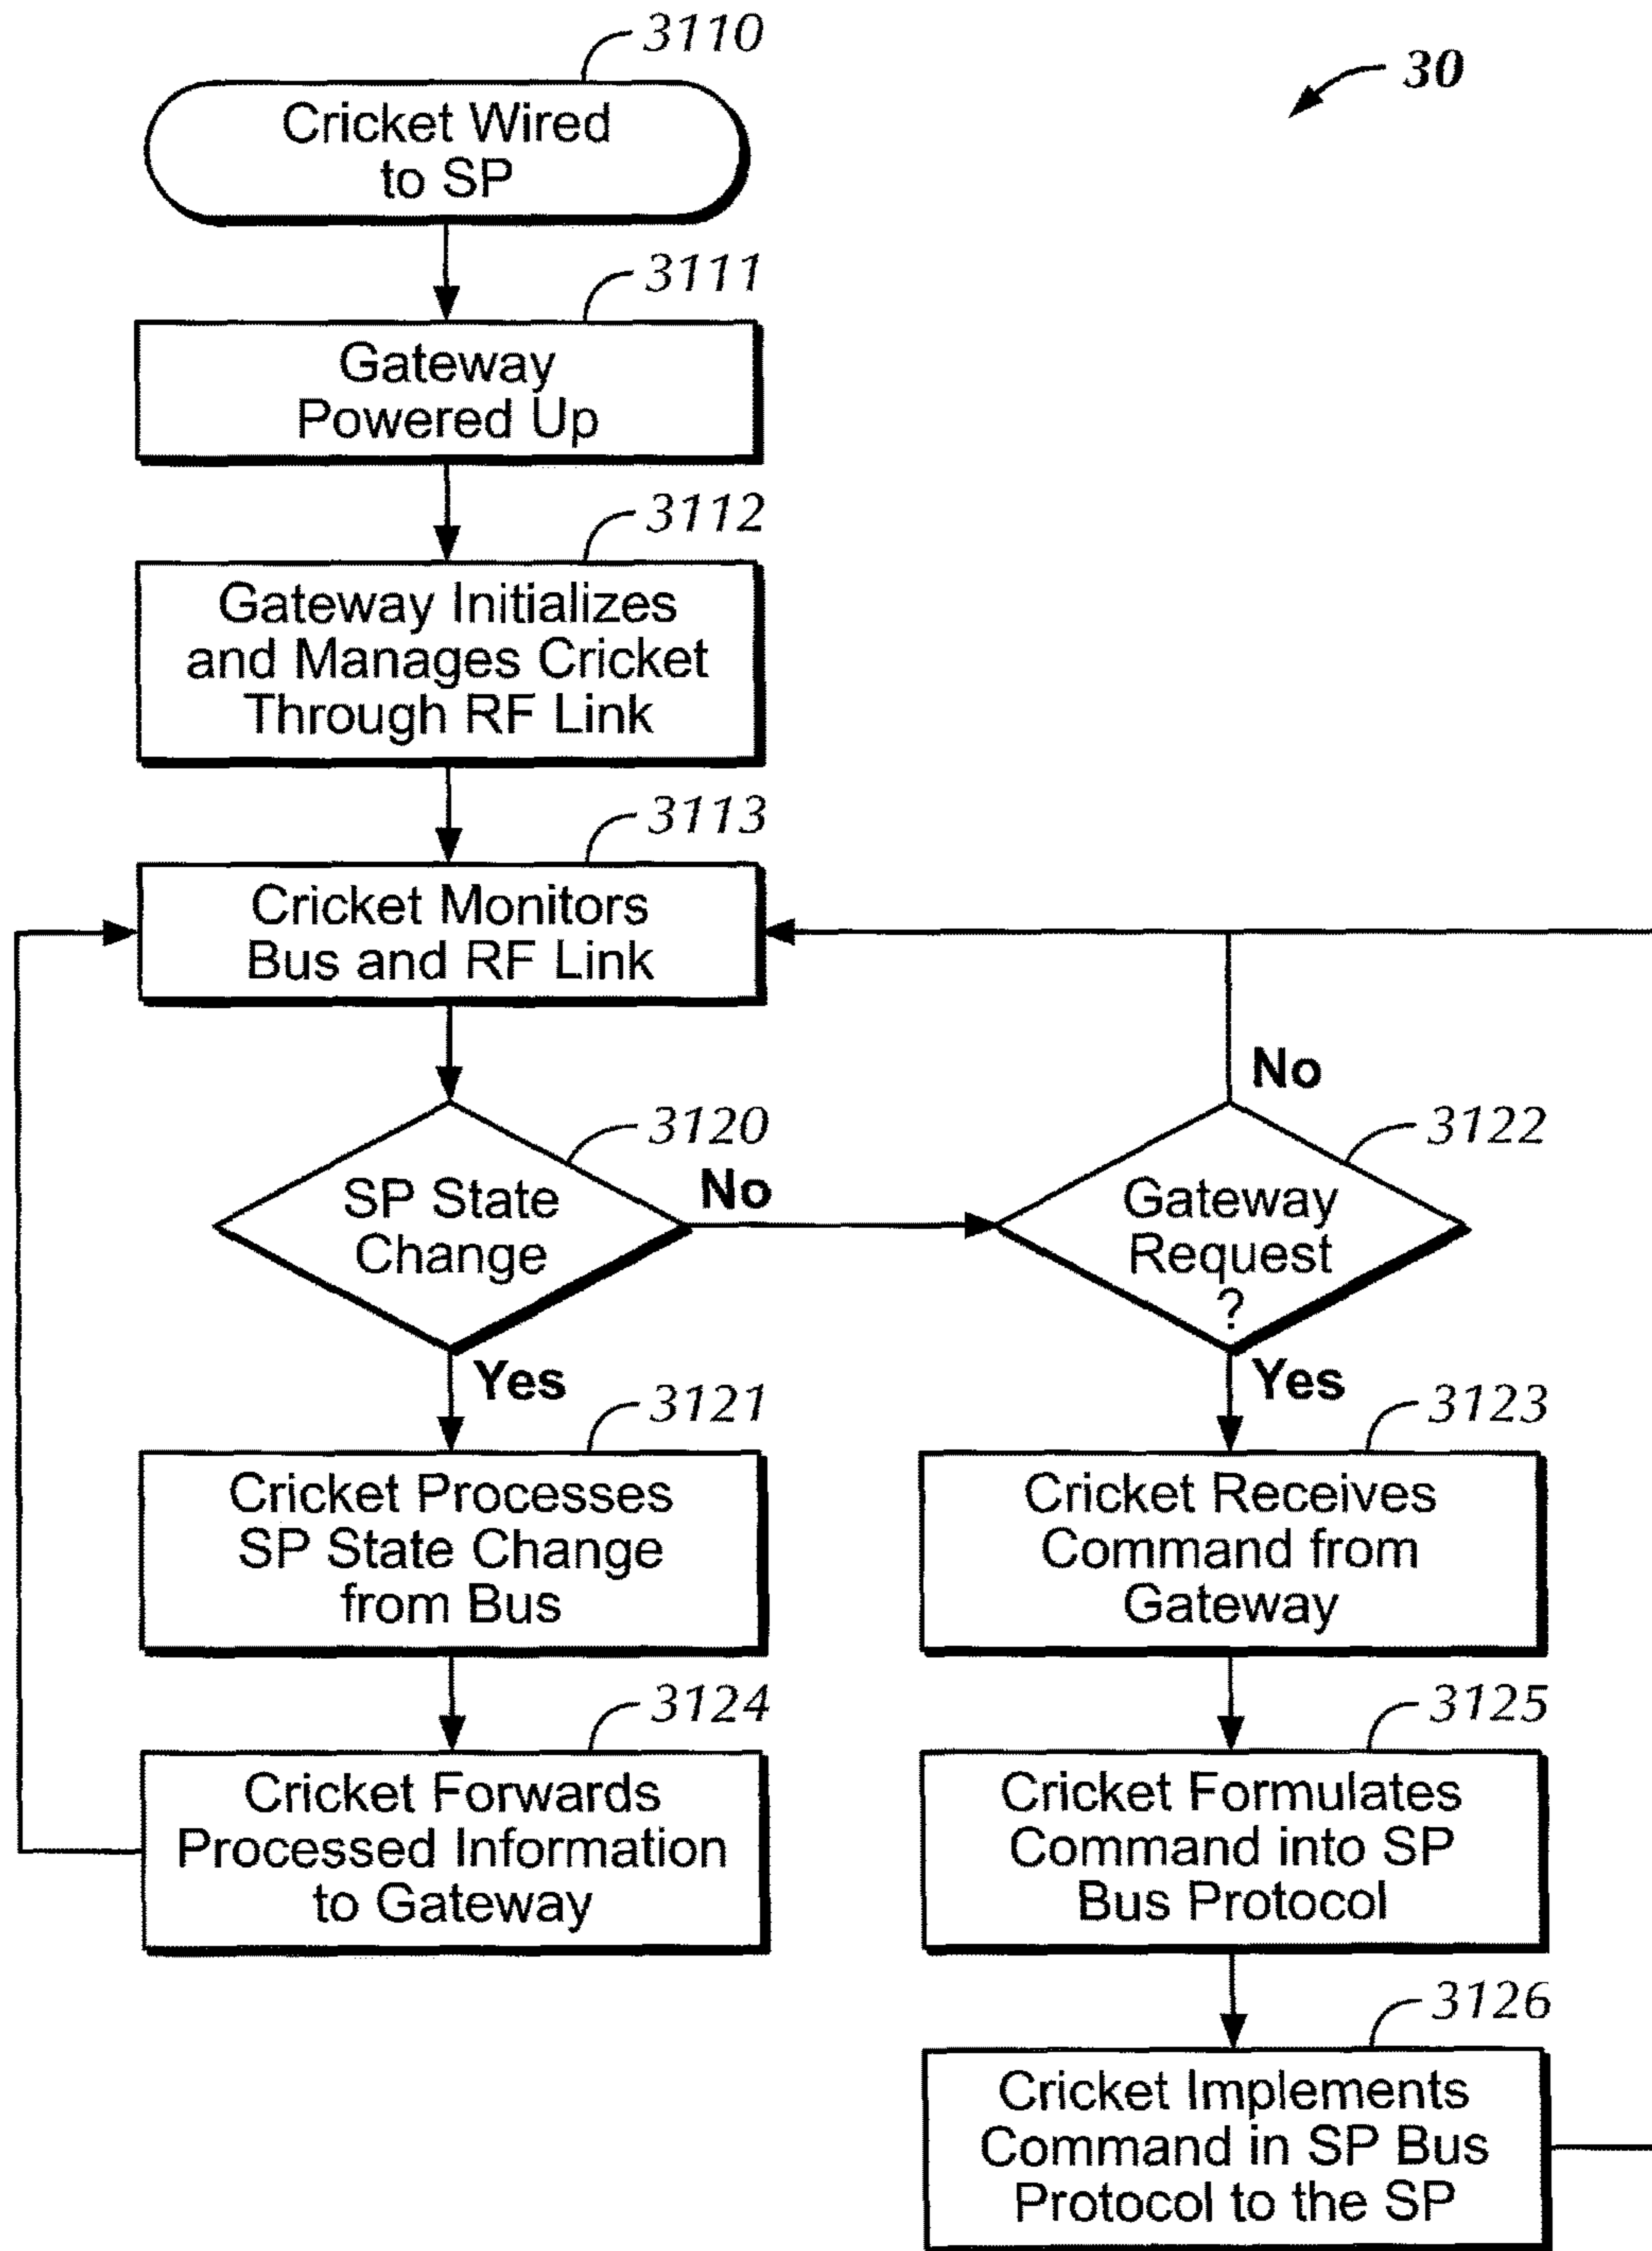 3110
30
Cricket Wired
to SP
3111
Gateway
Powered Up
3112
Gateway Initializes
and Manages Cricket
Through RF Link
3113
Cricket Monitors
Bus and RF Link
No
3120
3122
SP State
Change
No
Gateway
Request
?
Yes
Yes
3121
3123
Cricket Processes
SP State Change
from Bus
Cricket Receives
Command from
Gateway
3124
3125
Cricket Forwards
Processed Information
to Gateway
Cricket Formulates
Command into SP
Bus Protocol
3126
Cricket Implements
Command in SP Bus
Protocol to the SP